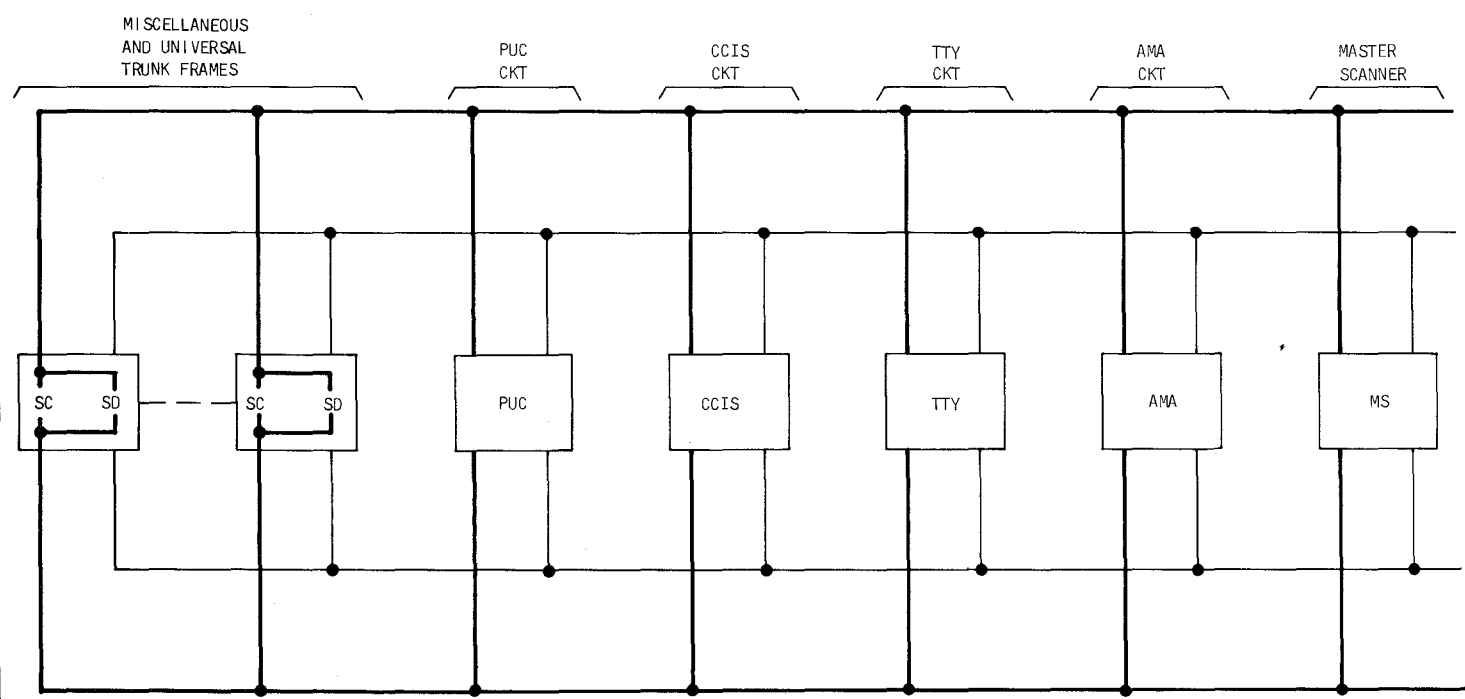 MISCELLANEOUS
AND UNIVERSAL
TRUNK FRAMES
PUC
CKT
CCIS
CKT
TTY
CKT
AMA
CKT
MASTER
SCANNER
SC SD
SC SD
PUC
CCIS
TTY
AMA
MS